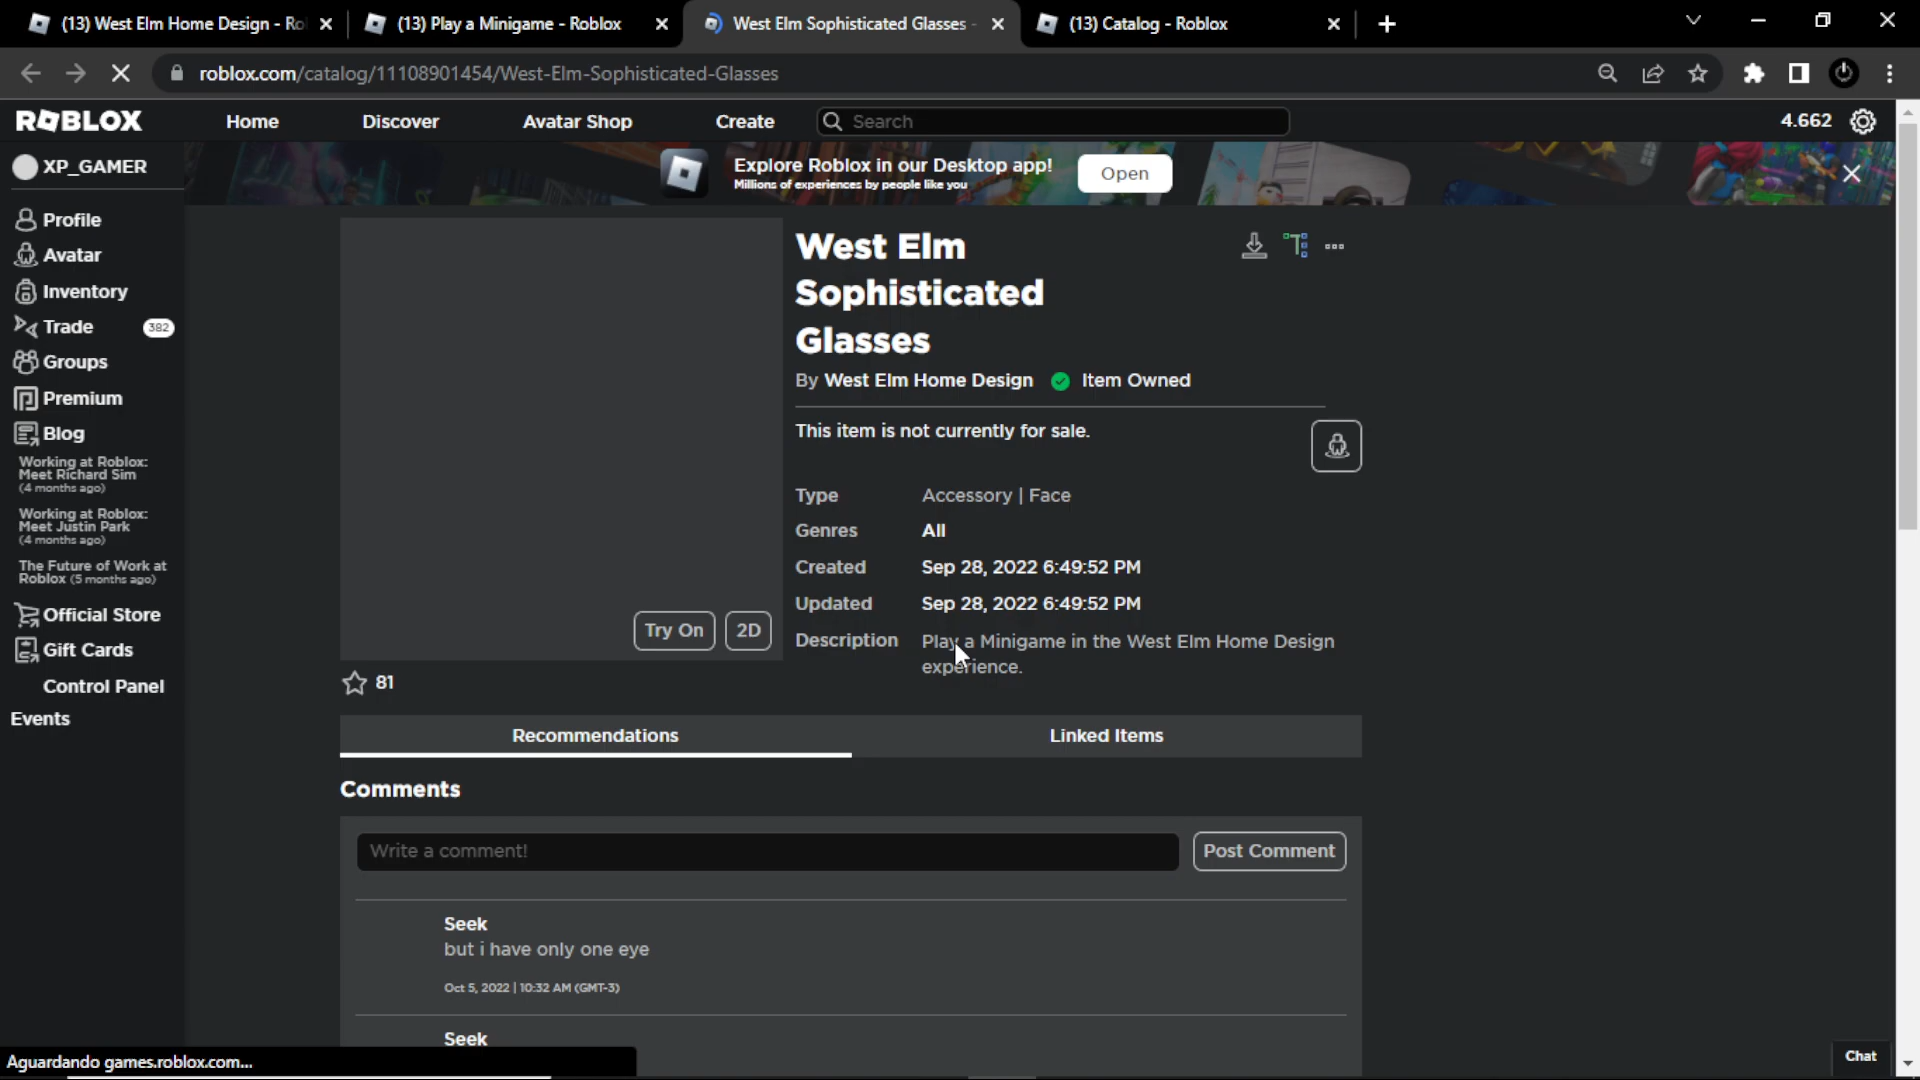 (13) West Elm Home Design - Ro
(13) Play a Minigame - Roblox
West Elm Sophisticated Glasses -
(13) Catalog - Roblox
roblox.com/catalog/11108901454/West-Elm-Sophisticated-Glasses
ROBLOX
Home
Discover
Avatar Shop
Create
Search
4.662
XP_GAMER
Explore Roblox in our Desktop app!
Millions of experiences by people like you
Open
Profile
Avatar
Inventory
Trade
382
Groups
Premium
Blog
Working at Roblox:
Meet Richard Sim
(4 months ago)
Working at Roblox:
Meet Justin Park
(4 months ago)
The Future of Work at
Roblox (5 months ago)
Official Store
Gift Cards
Control Panel
Events
West Elm
Sophisticated
Glasses
By West Elm Home Design
Item Owned
This item is not currently for sale.
Type
Accessory | Face
Genres
All
Created
Sep 28, 2022 6:49:52 PM
Updated
Sep 28, 2022 6:49:52 PM
Description
Play a Minigame in the West Elm Home Design
experience.
Try On
2D
81
Recommendations
Linked Items
Comments
Write a comment!
Post Comment
Seek
but i have only one eye
Oct 5, 2022 | 10:32 AM (GMT-3)
Seek
Aguardando games.roblox.com...
Chat